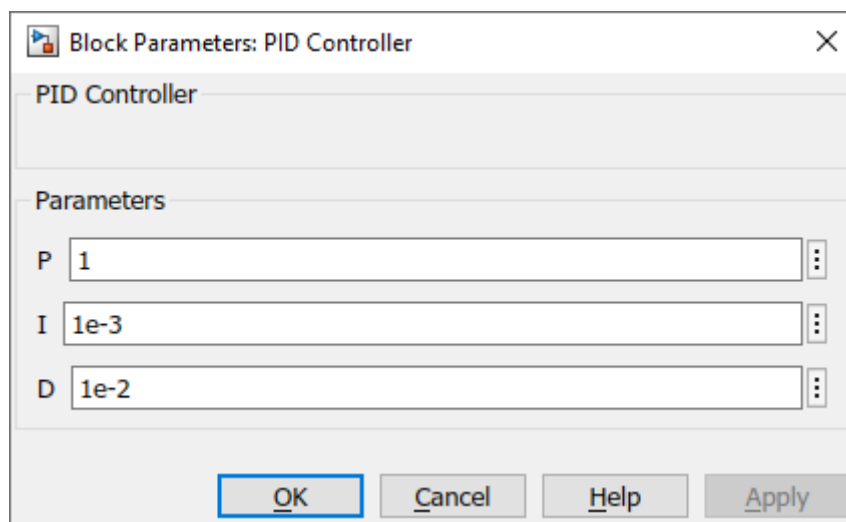 Block Parameters: PID Controller
PID Controller
Parameters
P 1
I 1e-3
D 1e-2
OK Cancel Help Apply